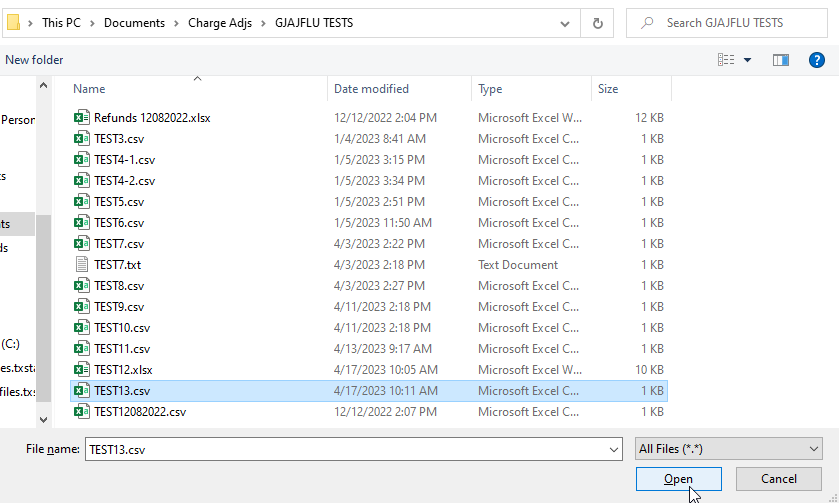 This PC > Documents > Charge Adjs > GJAJFLU TESTS Search GJAJFLU TESTS
New folder
Name Date modified Type Size
Refunds 12082022.xlsx 12/12/2022 2:04 PM Microsoft Excel W... 12 KB
Person
TEST3.csv 1/4/2023 8:41 AM Microsoft Excel C... 1 KB
TEST4-1.csv 1/5/2023 3:15 PM Microsoft Excel C... 1 KB
ts
TEST4-2.csv 1/5/2023 3:34 PM Microsoft Excel C... 1 KB
TEST5.csv 1/5/2023 2:51 PM Microsoft Excel C... 1 KB
nts
TEST6.csv 1/5/2023 11:50 AM Microsoft Excel C... 1 KB
ds
TEST7.csv 4/3/2023 2:22 PM Microsoft Excel C... 1 KB
TEST7.txt 4/3/2023 2:18 PM Text Document 1 KB
TEST8.csv 4/3/2023 2:27 PM Microsoft Excel C... 1 KB
TEST9.csv 4/11/2023 2:18 PM Microsoft Excel C... 1 KB
TEST10.csv 4/11/2023 2:18 PM Microsoft Excel C... 1 KB
(C:)
TEST11.csv 4/13/2023 9:17 AM Microsoft Excel C... 1 KB
es.txsta
TEST12.xlsx 4/17/2023 10:05 AM Microsoft Excel W... 10 KB
files.txs
TEST13.csv 4/17/2023 10:11 AM Microsoft Excel C... 1 KB
TEST12082022.csv 12/12/2022 2:07 PM Microsoft Excel C... 1 KB
File name: TEST13.csv All Files (*.*)
Open Cancel